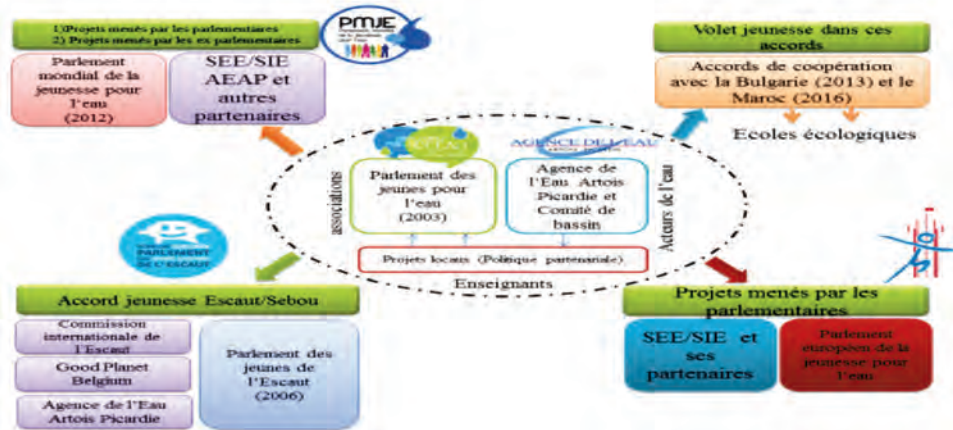 1)Projets menés par les parlementaires
2) Projets menés par les ex parlementaires
PMJE
Parlement
mondial de la
jeunesse pour
l'eau
(2012)
SEE/SIE
AEAP et
autres
partenaires
Volet jeunesse dans ces
accords
Accords de coopération
avec la Bulgarie (2013) et le
Maroc (2016)
Ecoles écologiques
associations
Parlement des
jeunes pour
l'eau
(2003)
AGENCE DE L'EAU
ARTOIS PICARDIE
Agence de
l'Eau Artois
Picardie et
Comité de
bassin
Acteurs de l'eau
Projets locaux (Politique partenariale)
Enseignants
PARLEMENT
DE L'ESCAUT
Accord jeunesse Escaut/Sebou
Commission
internationale de
l'Escaut
Good Planet
Belgium
Agence de l'Eau
Artois Picardie
Parlement des
jeunes de
l'Escaut
(2006)
Projets menés par les
parlementaires
SEE/SIE et
ses
partenaires
Parlement
européen de la
jeunesse pour
l'eau